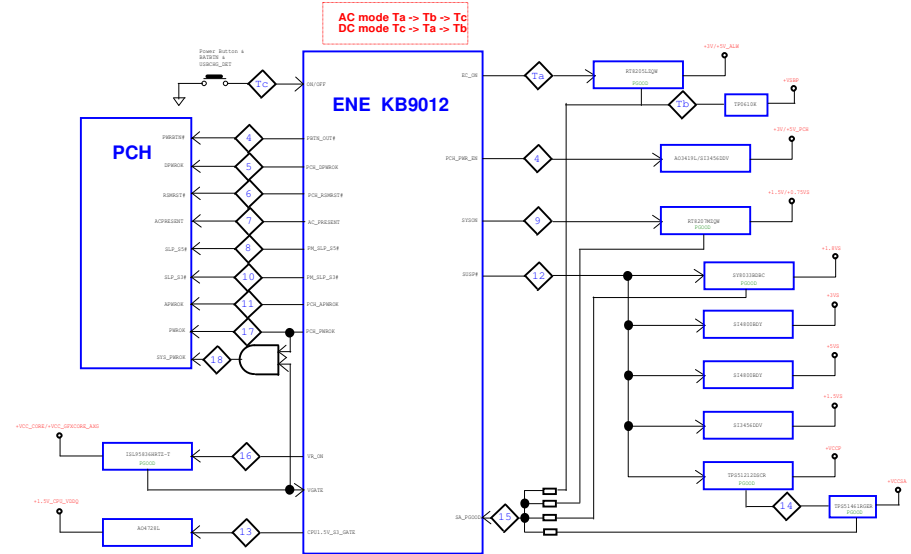 AC mode Ta -> Tb -> Tc
DC mode Tc -> Ta -> Tb
Power Button &
BATBTN &
USBCHG_DET
Tc
ON/OFF
ENE KB9012
EC_ON
Ta
RT8205LZQW
PGOOD
+3V/+5V_ALW
Tb
TP0610K
+VSBP
PCH
PWRBTN#
4
PBTN_OUT#
DPWROK
5
PCH_DPWROK
RSMRST#
6
PCH_RSMRST#
ACPRESENT
7
AC_PRESENT
SLP_S5#
8
PM_SLP_S5#
SLP_S3#
10
PM_SLP_S3#
APWROK
11
PCH_APWROK
PWROK
17
PCH_PWROK
SYS_PWROK
18
PCH_PWR_EN
4
AO3419L/SI3456DDV
+3V/+5V_PCH
SYSON
9
RT8207MZQW
PGOOD
+1.5V/+0.75VS
SUSP#
12
SY8033BDBC
PGOOD
+1.8VS
SI4800BDY
+3VS
SI4800BDY
+5VS
SI3456DDV
+1.5VS
TPS51212DSCR
PGOOD
+VCCP
14
TPS51461RGER
PGOOD
+VCCSA
+VCC_CORE/+VCC_GFXCORE_AXG
ISL95836HRTZ-T
PGOOD
16
VR_ON
VGATE
+1.5V_CPU_VDDQ
AO4728L
13
CPU1.5V_S3_GATE
SA_PGOOD
15